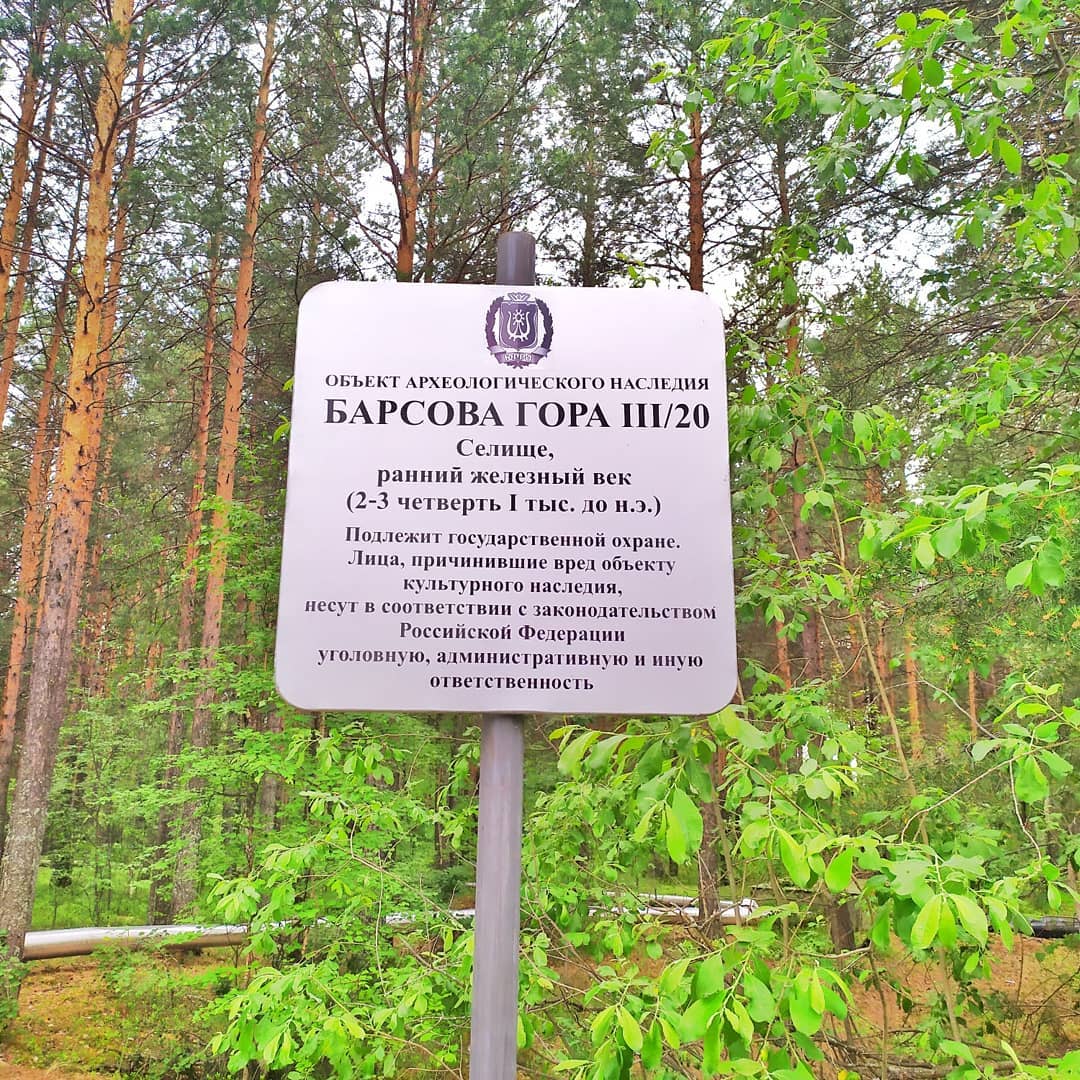 ОБЪЕКТ АРХЕОЛОГИЧЕСКОГО НАСЛЕДИЯ
БАРСОВА ГОРА III/20
Селище,
ранний железный век
(2-3 четверть I тыс. до н.э.)
Подлежит государственной охране.
Лица, причинившие вред объекту
культурного наследия,
несут в соответствии с законодательством
Российской Федерации
уголовную, административную и иную
ответственность